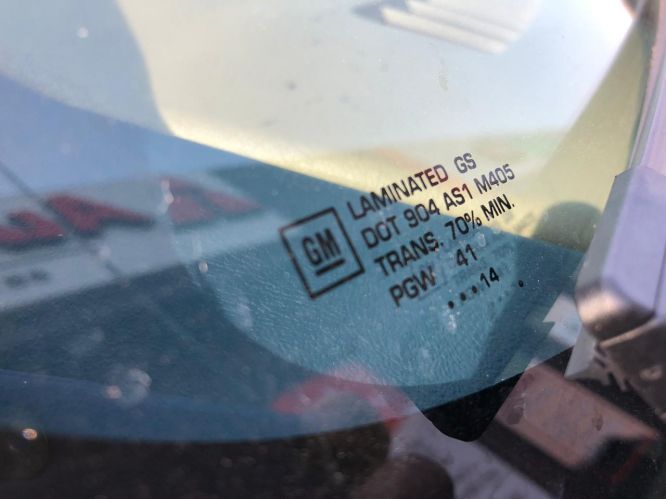 GM
LAMINATED GS
DOT 904 AS1 M405
TRANS. 70% MIN.
PGW 41
...14 .